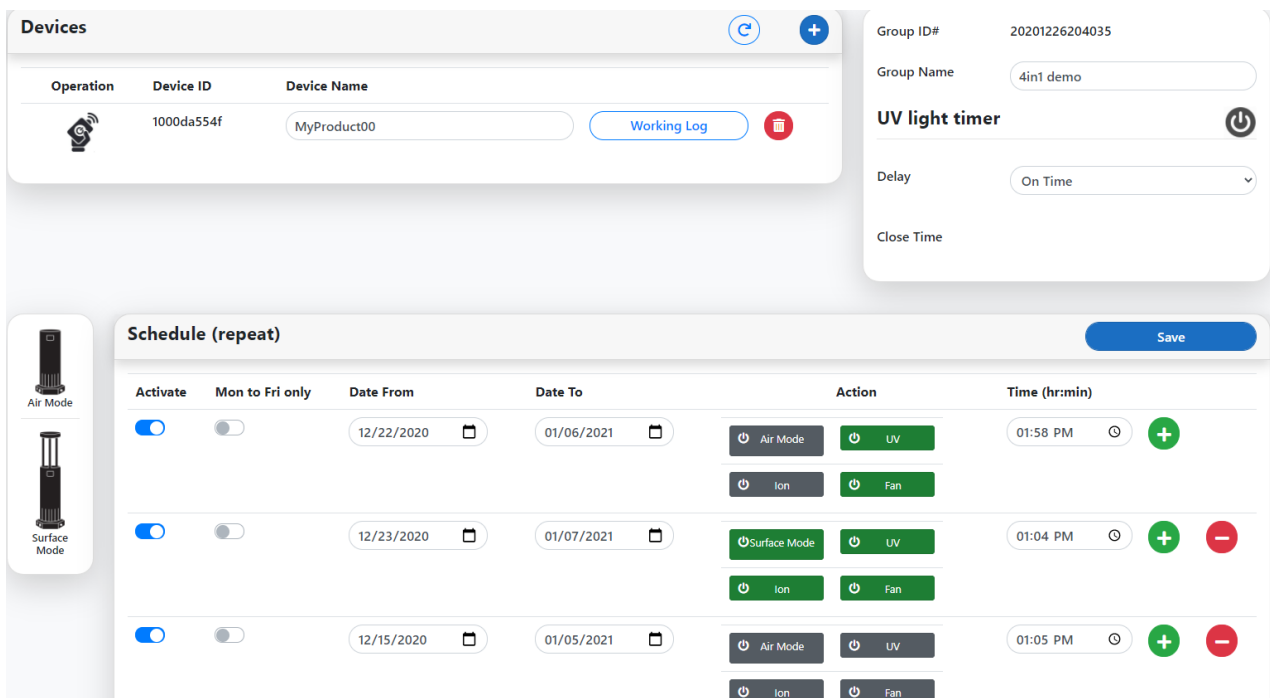 Devices
Operation Device ID Device Name
1000da554f MyProduct00 Working Log
Group ID# 20201226204035
Group Name 4in1 demo
UV light timer
Delay On Time
Close Time
Air Mode
Surface
Mode
Schedule (repeat) Save
Activate Mon to Fri only Date From Date To Action Time (hr:min)
12/22/2020 01/06/2021 Air Mode UV 01:58 PM
Ion Fan
12/23/2020 01/07/2021 Surface Mode UV 01:04 PM
Ion Fan
12/15/2020 01/05/2021 Air Mode UV 01:05 PM
Ion Fan